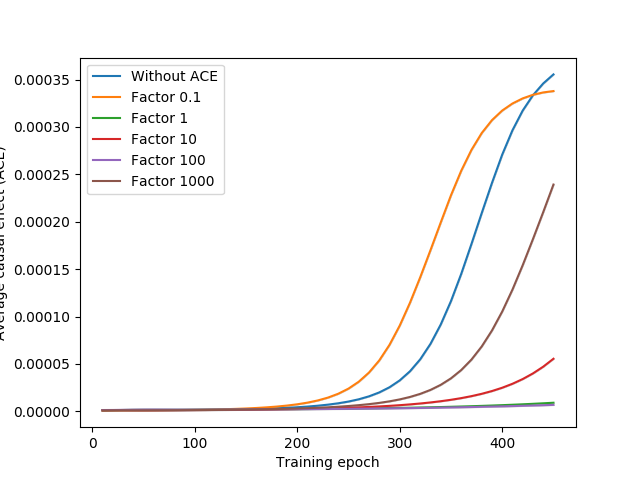 Without ACE
Factor 0.1
Factor 1
Factor 10
Factor 100
Factor 1000
0.00035
0.00030
0.00025
0.00020
0.00015
0.00010
0.00005
0.00000
Average causal effect (ACE)
0 100 200 300 400
Training epoch